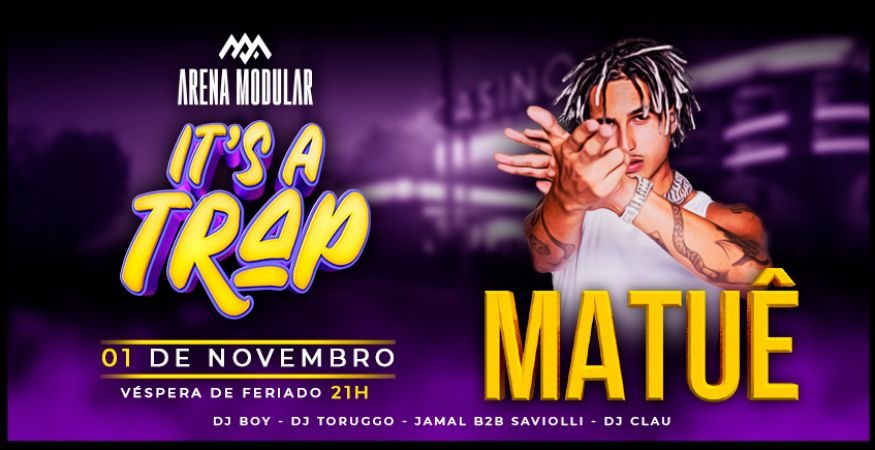 ARENA MODULAR
IT'S A
TRAP
CASINO
MATUÊ
01 DE NOVEMBRO
VÉSPERA DE FERIADO 21H
DJ BOY - DJ TORUGGO - JAMAL B2B SAVIOLLI - DJ CLAU